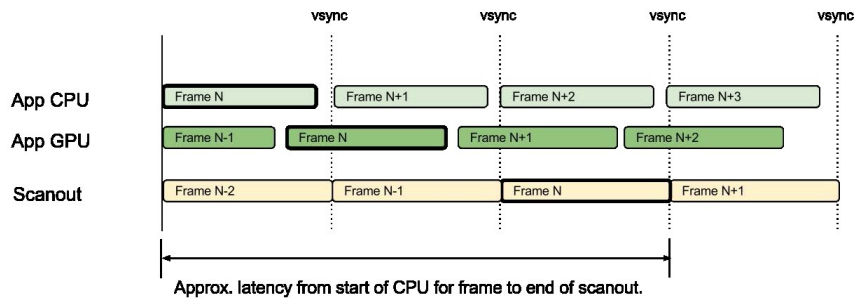 vsync vsync vsync vsync
App CPU Frame N Frame N+1 Frame N+2 Frame N+3
App GPU Frame N-1 Frame N Frame N+1 Frame N+2
Scanout Frame N-2 Frame N-1 Frame N Frame N+1
Approx. latency from start of CPU for frame to end of scanout.